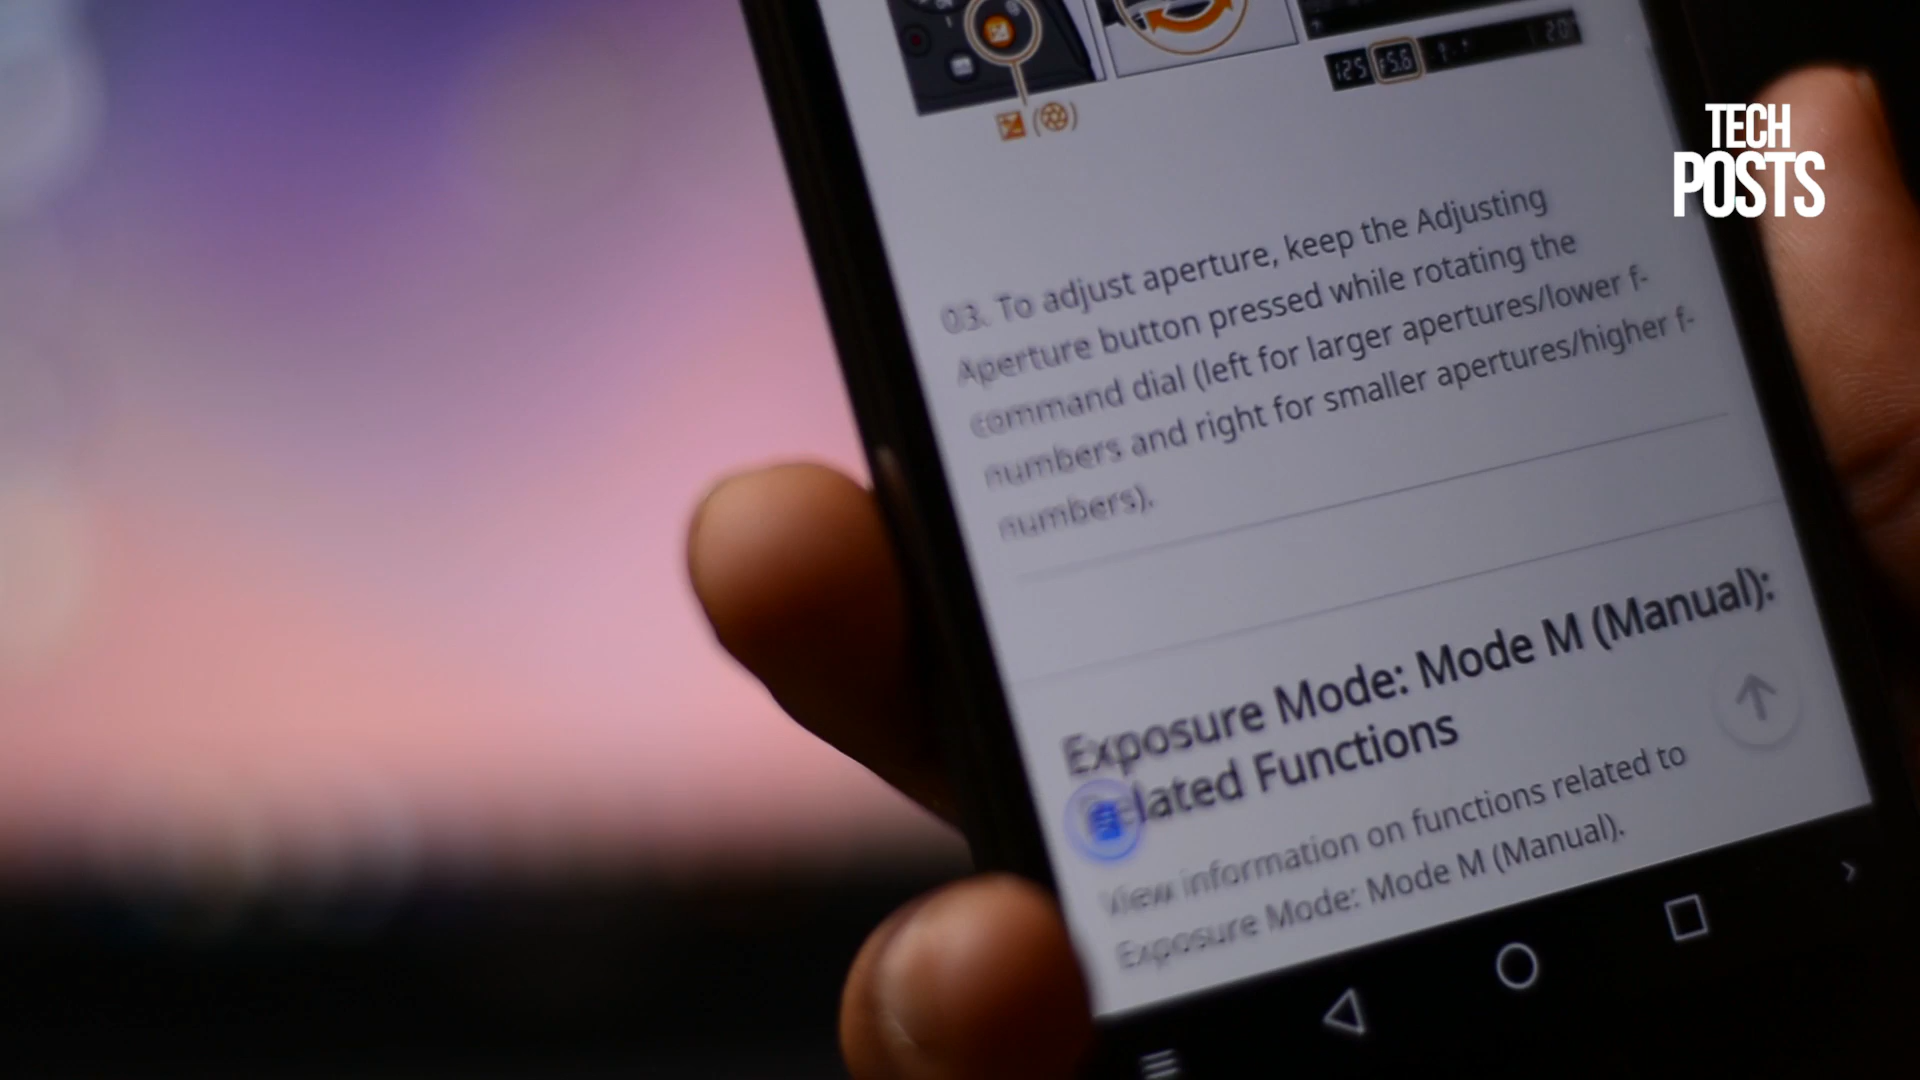 125 F5.6 20
TECH
POSTS
03. To adjust aperture, keep the Adjusting
Aperture button pressed while rotating the
command dial (left for larger apertures/lower f-
numbers and right for smaller apertures/higher f-
numbers).
Exposure Mode: Mode M (Manual):
Related Functions
View information on functions related to
Exposure Mode: Mode M (Manual).